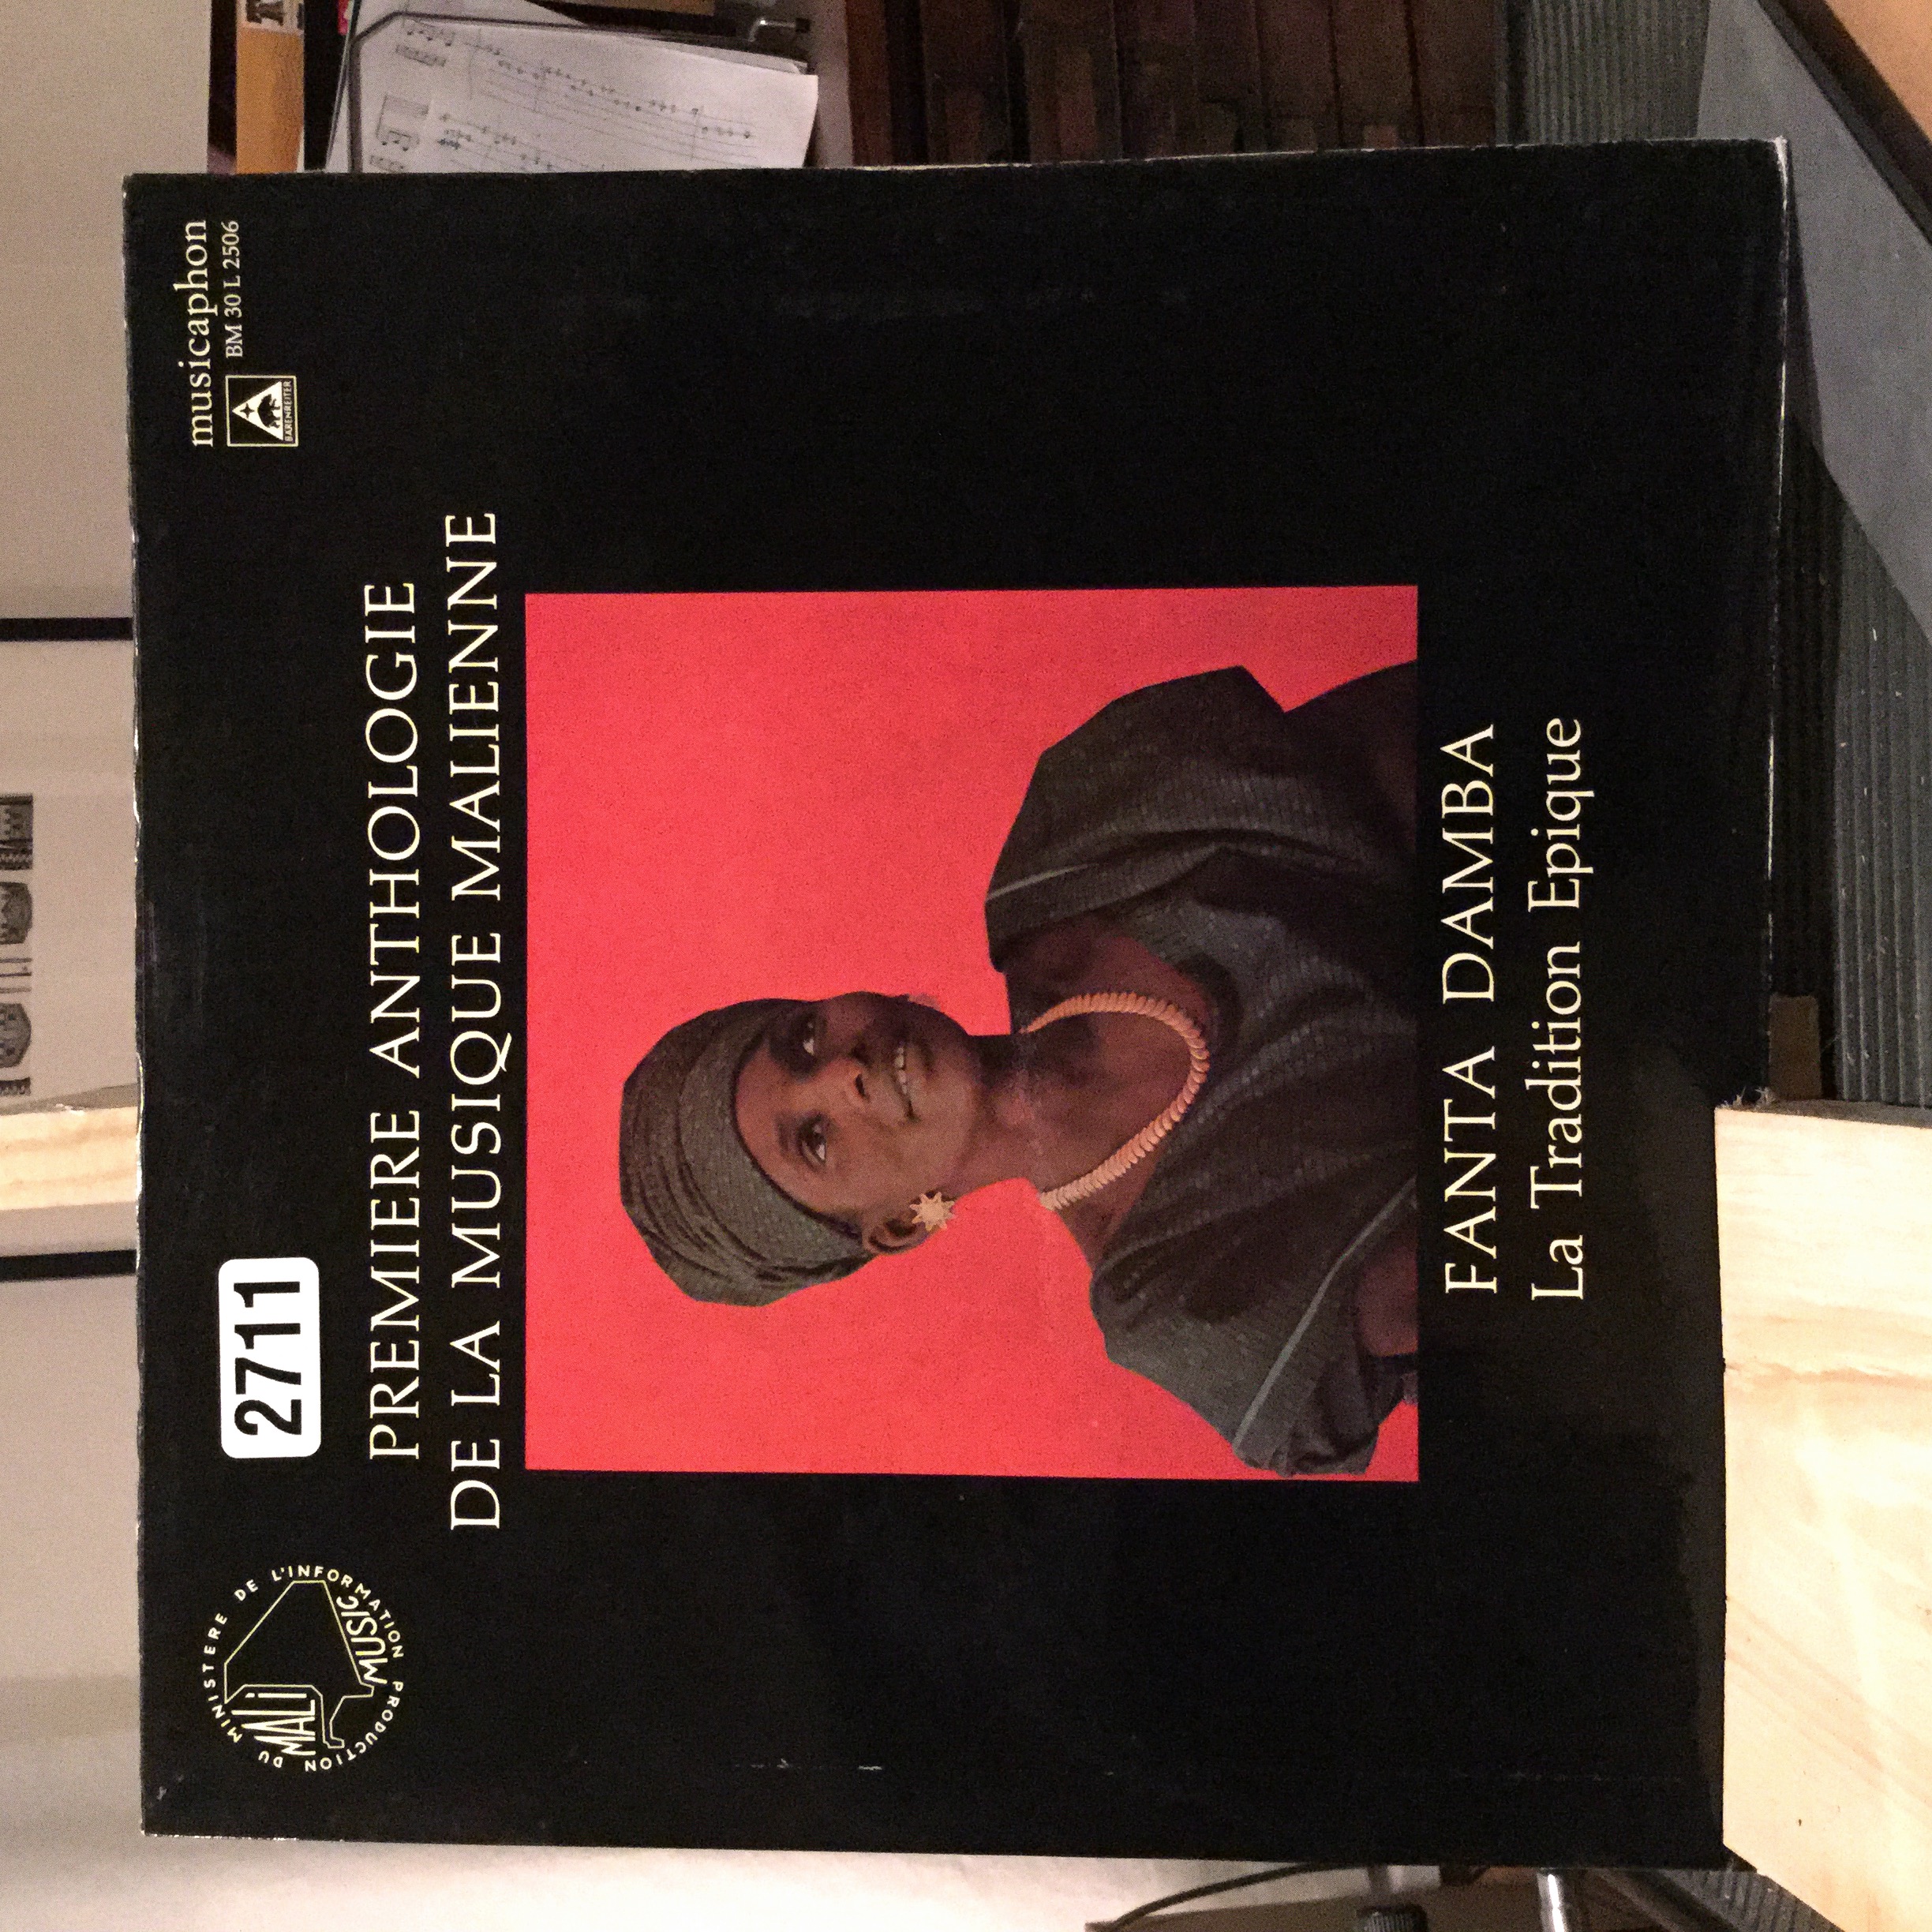 PRODUCTION DU MINISTERE DE L'INFORMATION
MALI
MUSIC
2711
musicaphon
BÄRENREITER
BM 30 L 2506
PREMIERE ANTHOLOGIE
DE LA MUSIQUE MALIENNE
FANTA DAMBA
La Tradition Epique